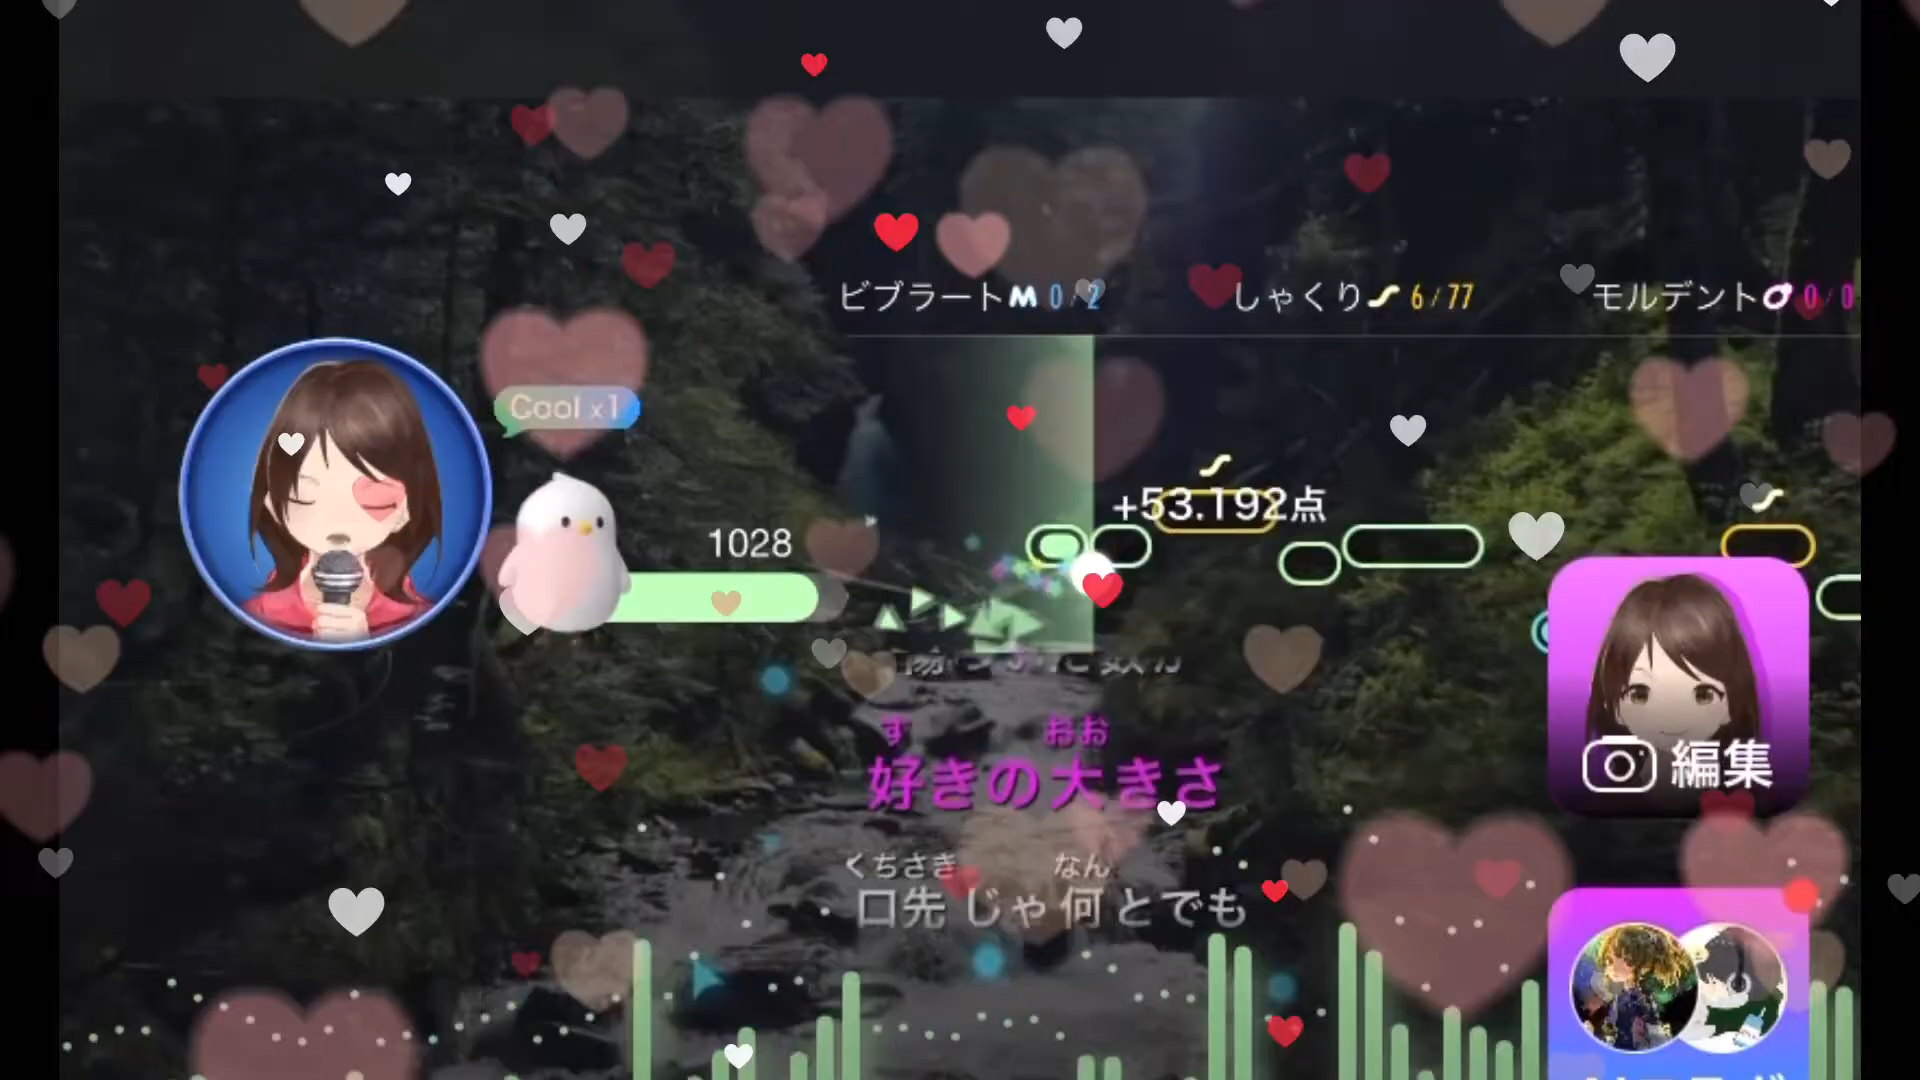 ビブラート 0/2 しゃくり 6/77 モルデント 0/0
Cool x1
+53.192点
1028
す おお
好きの大きさ
編集
くちさき なん
口先じゃ何とでも